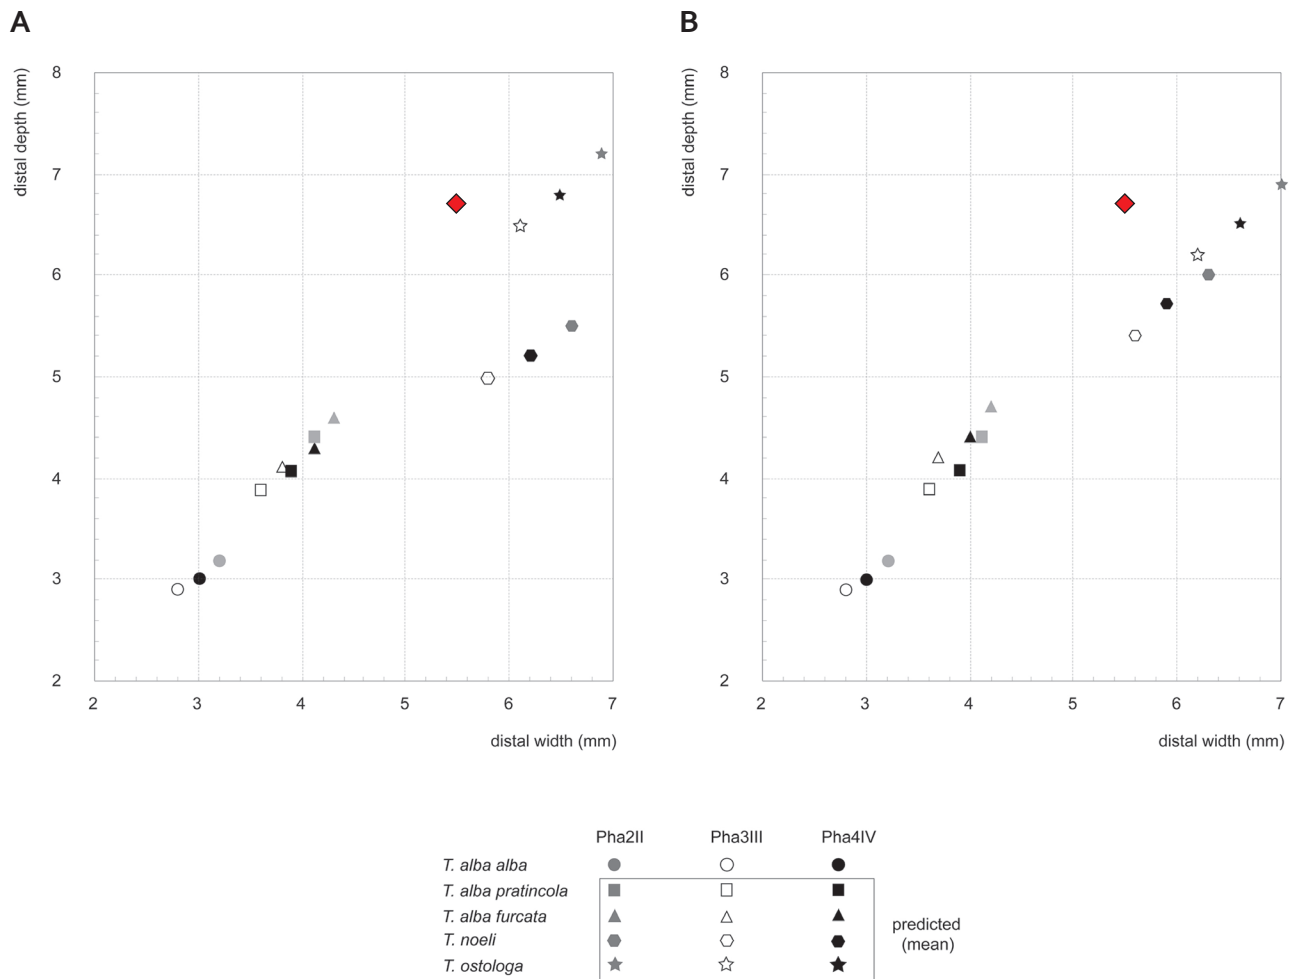 A
B
distal depth (mm)
8
7
6
5
4
3
2
2 3 4 5 6 7
distal width (mm)
distal depth (mm)
8
7
6
5
4
3
2
2 3 4 5 6 7
distal width (mm)
Pha2II Pha3III Pha4IV
T. alba alba
T. alba pratincola
T. alba furcata
T. noeli
T. ostologa
predicted
(mean)